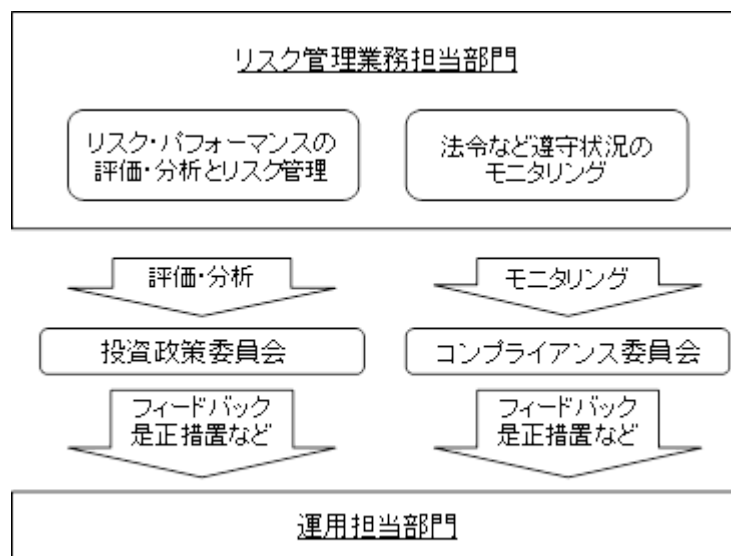 リスク管理業務担当部門
リスク・パフォーマンスの
評価・分析とリスク管理
法令など遵守状況の
モニタリング
評価・分析
モニタリング
投資政策委員会
コンプライアンス委員会
フィードバック
是正措置など
フィードバック
是正措置など
運用担当部門